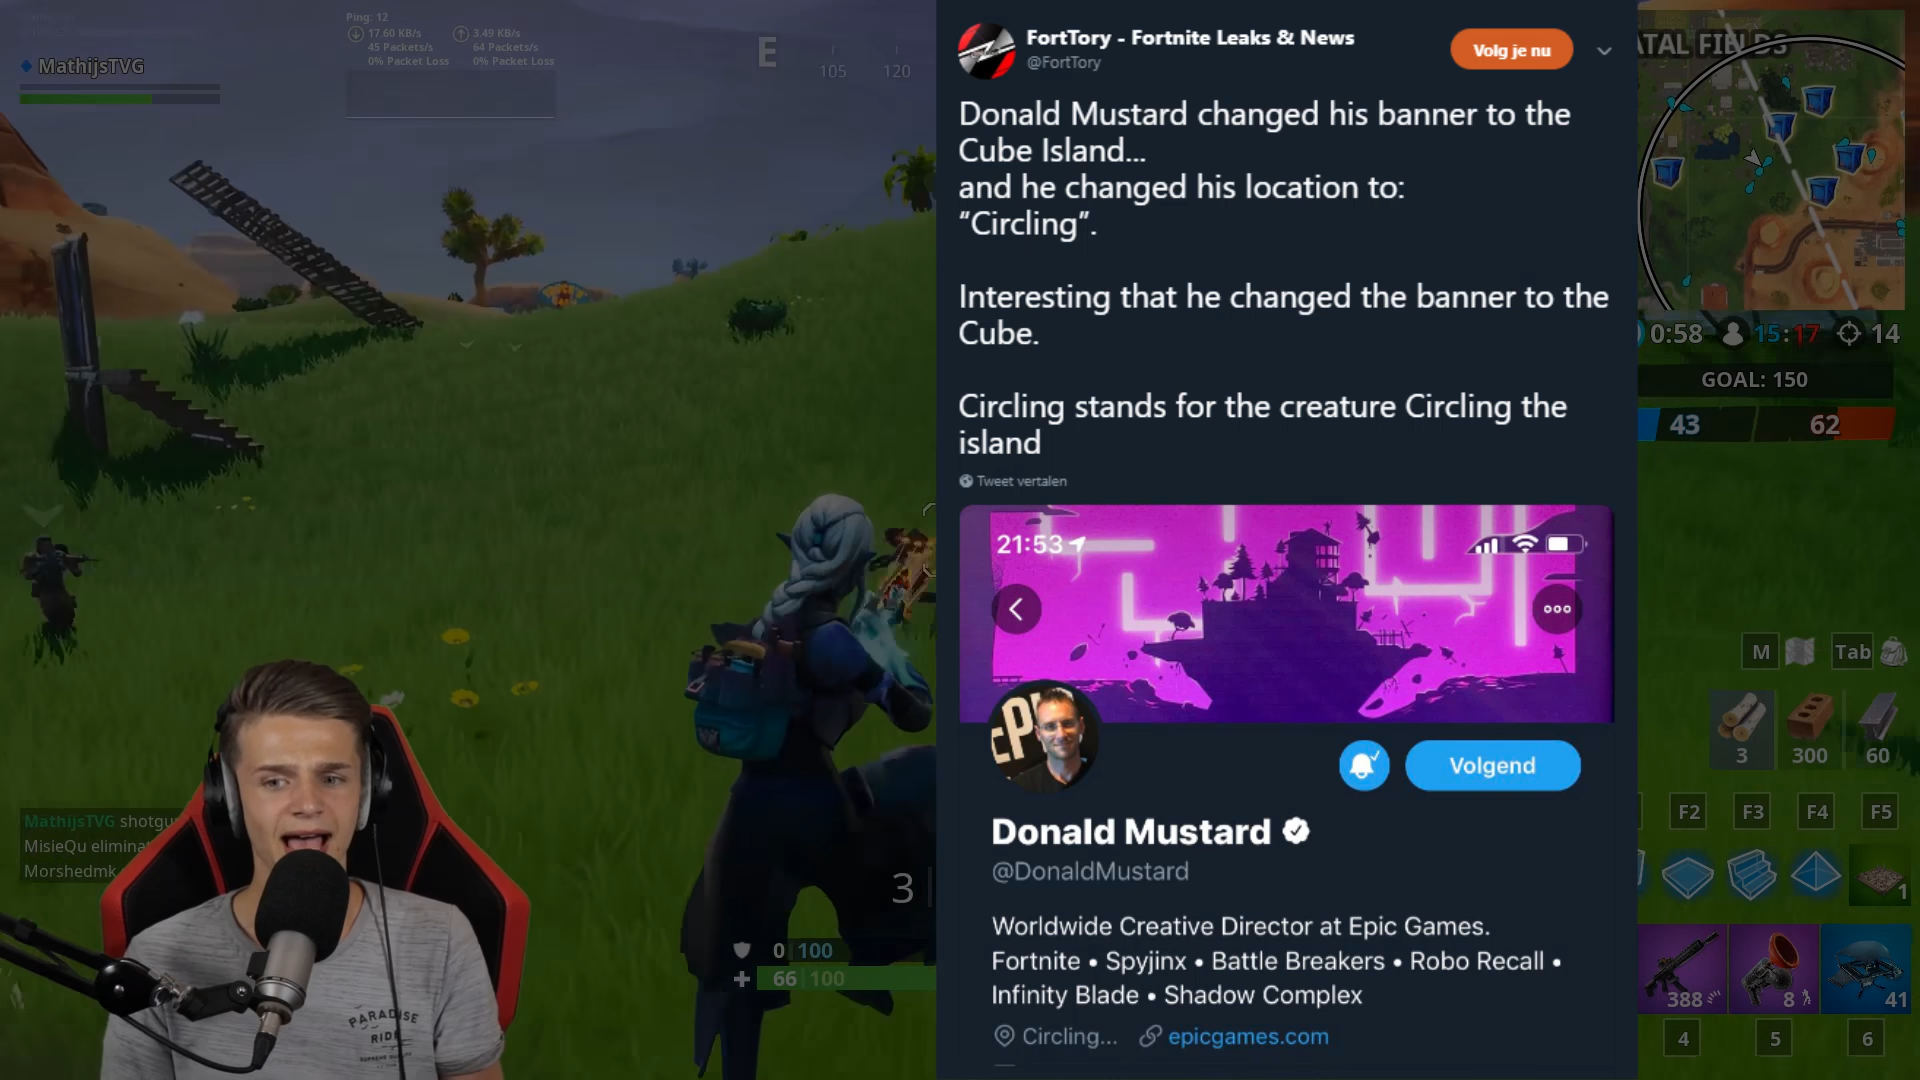 MathijsTVG
Ping: 12
17.60 KB/s
3.49 KB/s
45 Packets/s
64 Packets/s
0% Packet Loss
0% Packet Loss
E
105
120
FortTory - Fortnite Leaks & News
@FortTory
Volg je nu
Donald Mustard changed his banner to the
Cube Island...
and he changed his location to:
“Circling”.
Interesting that he changed the banner to the
Cube.
Circling stands for the creature Circling the
island
Tweet vertalen
21:53
Volgend
Donald Mustard
@DonaldMustard
Worldwide Creative Director at Epic Games.
Fortnite • Spyjinx • Battle Breakers • Robo Recall •
Infinity Blade • Shadow Complex
Circling... epicgames.com
FIELDS
0:58 15:17 14
GOAL: 150
43 62
M Tab
3 300 60
F2 F3 F4 F5
1
388 8 41
4 5 6
MathijsTVG shotgu
MisieQu elimina
Morshedmk
3
0 100
66 100
PARADISE
RIDE